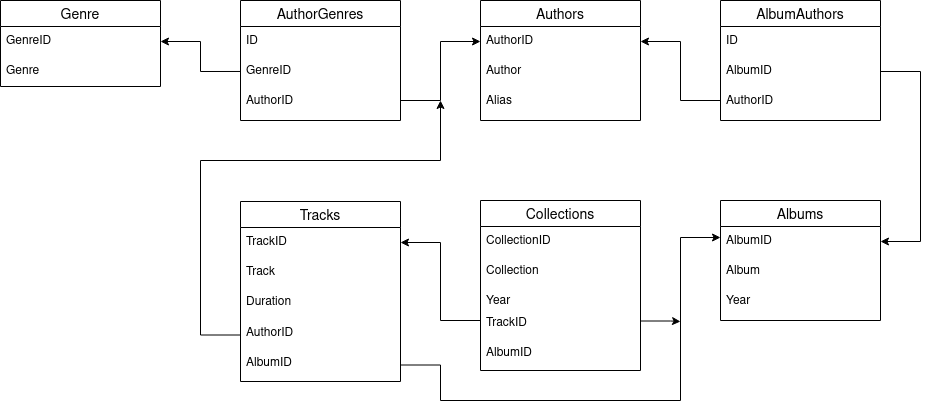 Genre
GenreID
Genre
AuthorGenres
ID
GenreID
AuthorID
Authors
AuthorID
Author
Alias
AlbumAuthors
ID
AlbumID
AuthorID
Tracks
TrackID
Track
Duration
AuthorID
AlbumID
Collections
CollectionID
Collection
Year
TrackID
AlbumID
Albums
AlbumID
Album
Year